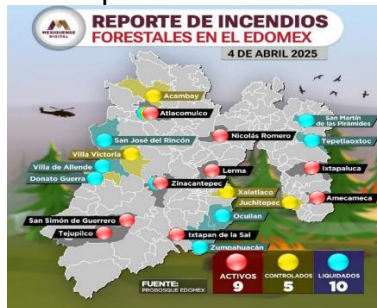 MEXIQUENSE
DIGITAL
REPORTE DE INCENDIOS
FORESTALES EN EL EDOMEX
4 DE ABRIL 2025
Acambay
Atlacomulco
San José del Rincón
Nicolás Romero
San Martín
de las Pirámides
Tepetlaoxtoc
Villa Victoria
Villa de Allende
Donato Guerra
Lerma
Zinacantepec
Ixtapaluca
Xalatlaco
Juchitepec
Amecameca
San Simón de Guerrero
Ocuilan
Tejupilco
Ixtapan de la Sal
Zumpahuacán
FUENTE:
PROBOSQUE EDOMEX
ACTIVOS
9
CONTROLADOS
5
LIQUIDADOS
10